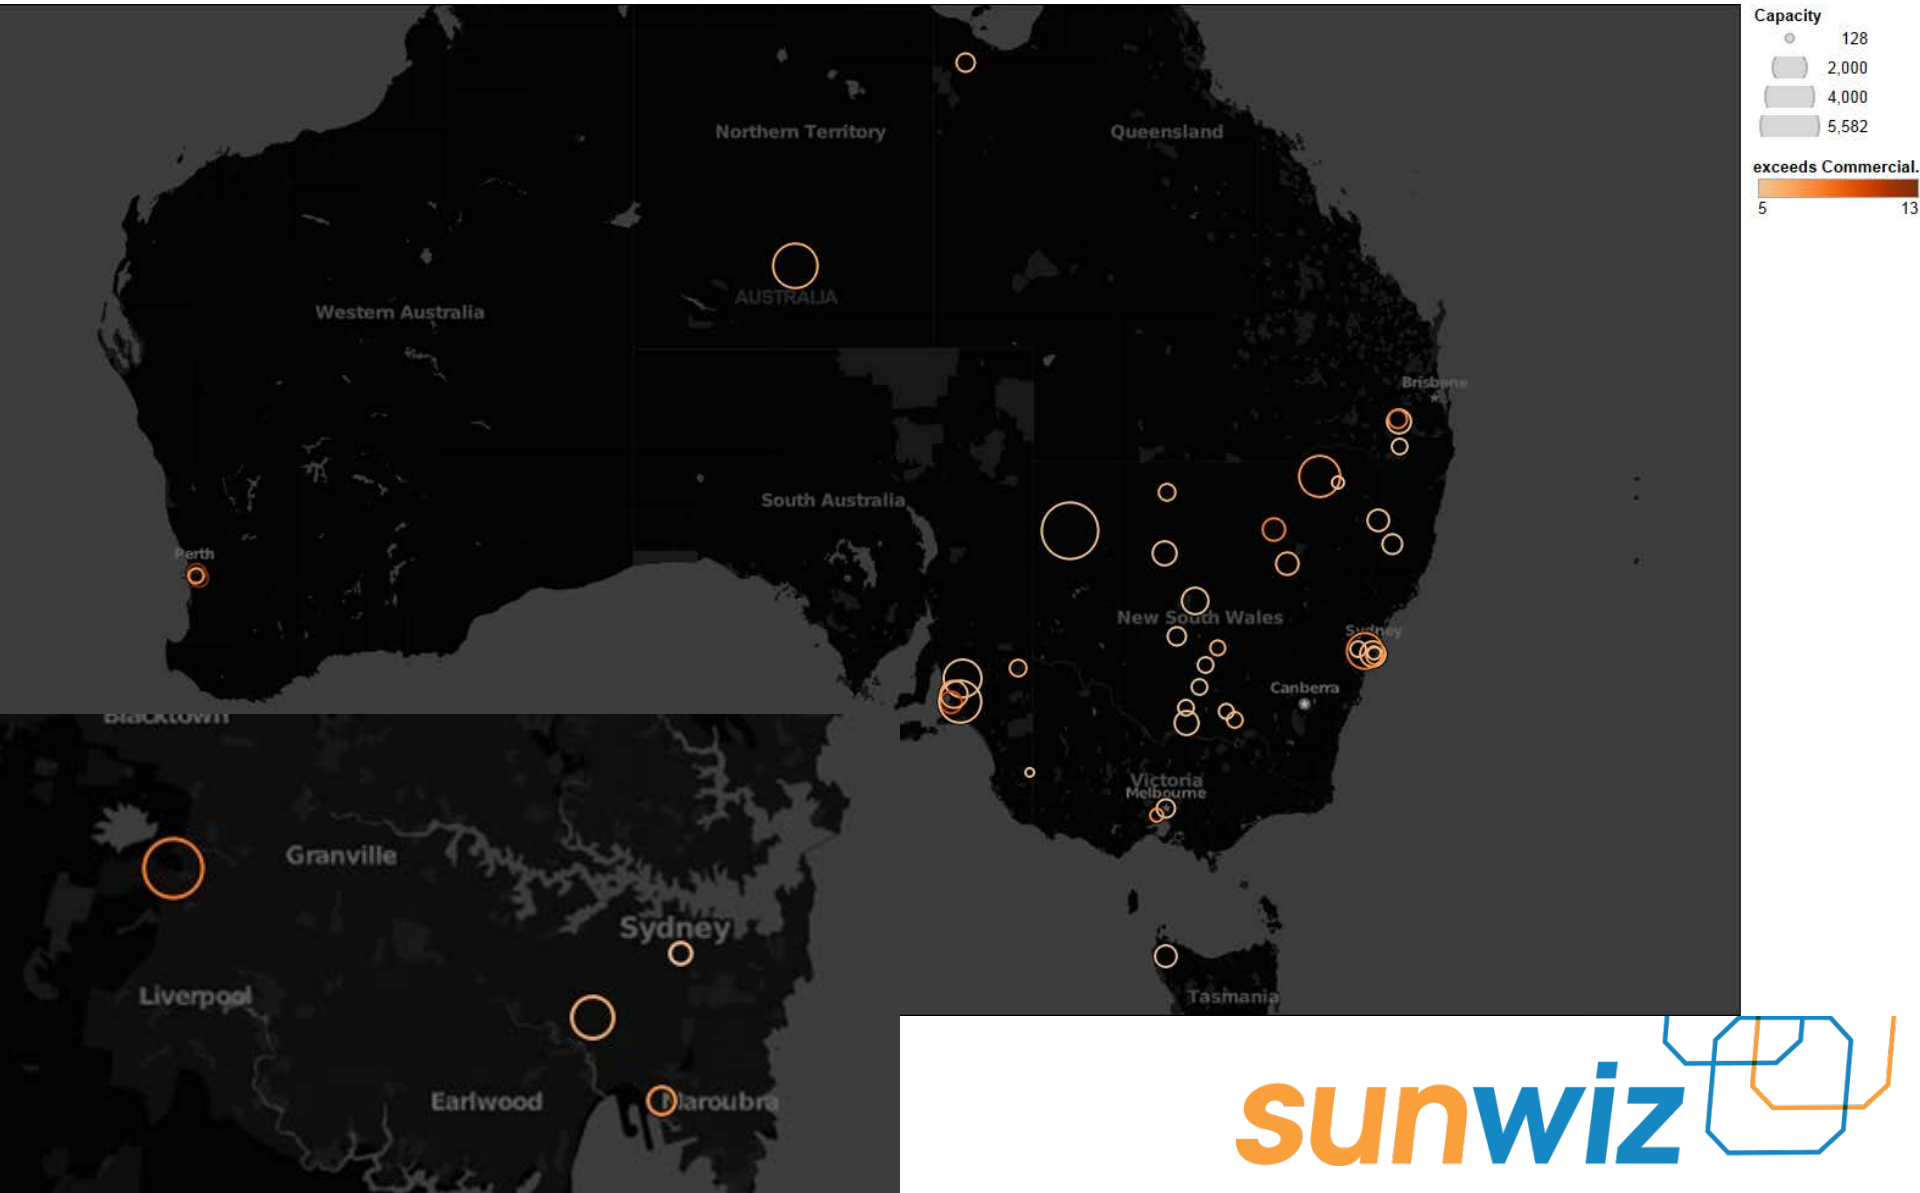 Capacity
128
2,000
4,000
5,582
exceeds Commercial.
5
13
Northern Territory
Queensland
AUSTRALIA
Western Australia
Brisbane
South Australia
Perth
New South Wales
Sydney
Canberra
Victoria
Melbourne
Tasmania
Blacktown
Granville
Sydney
Liverpool
Earlwood
Maroubra
sunwiz